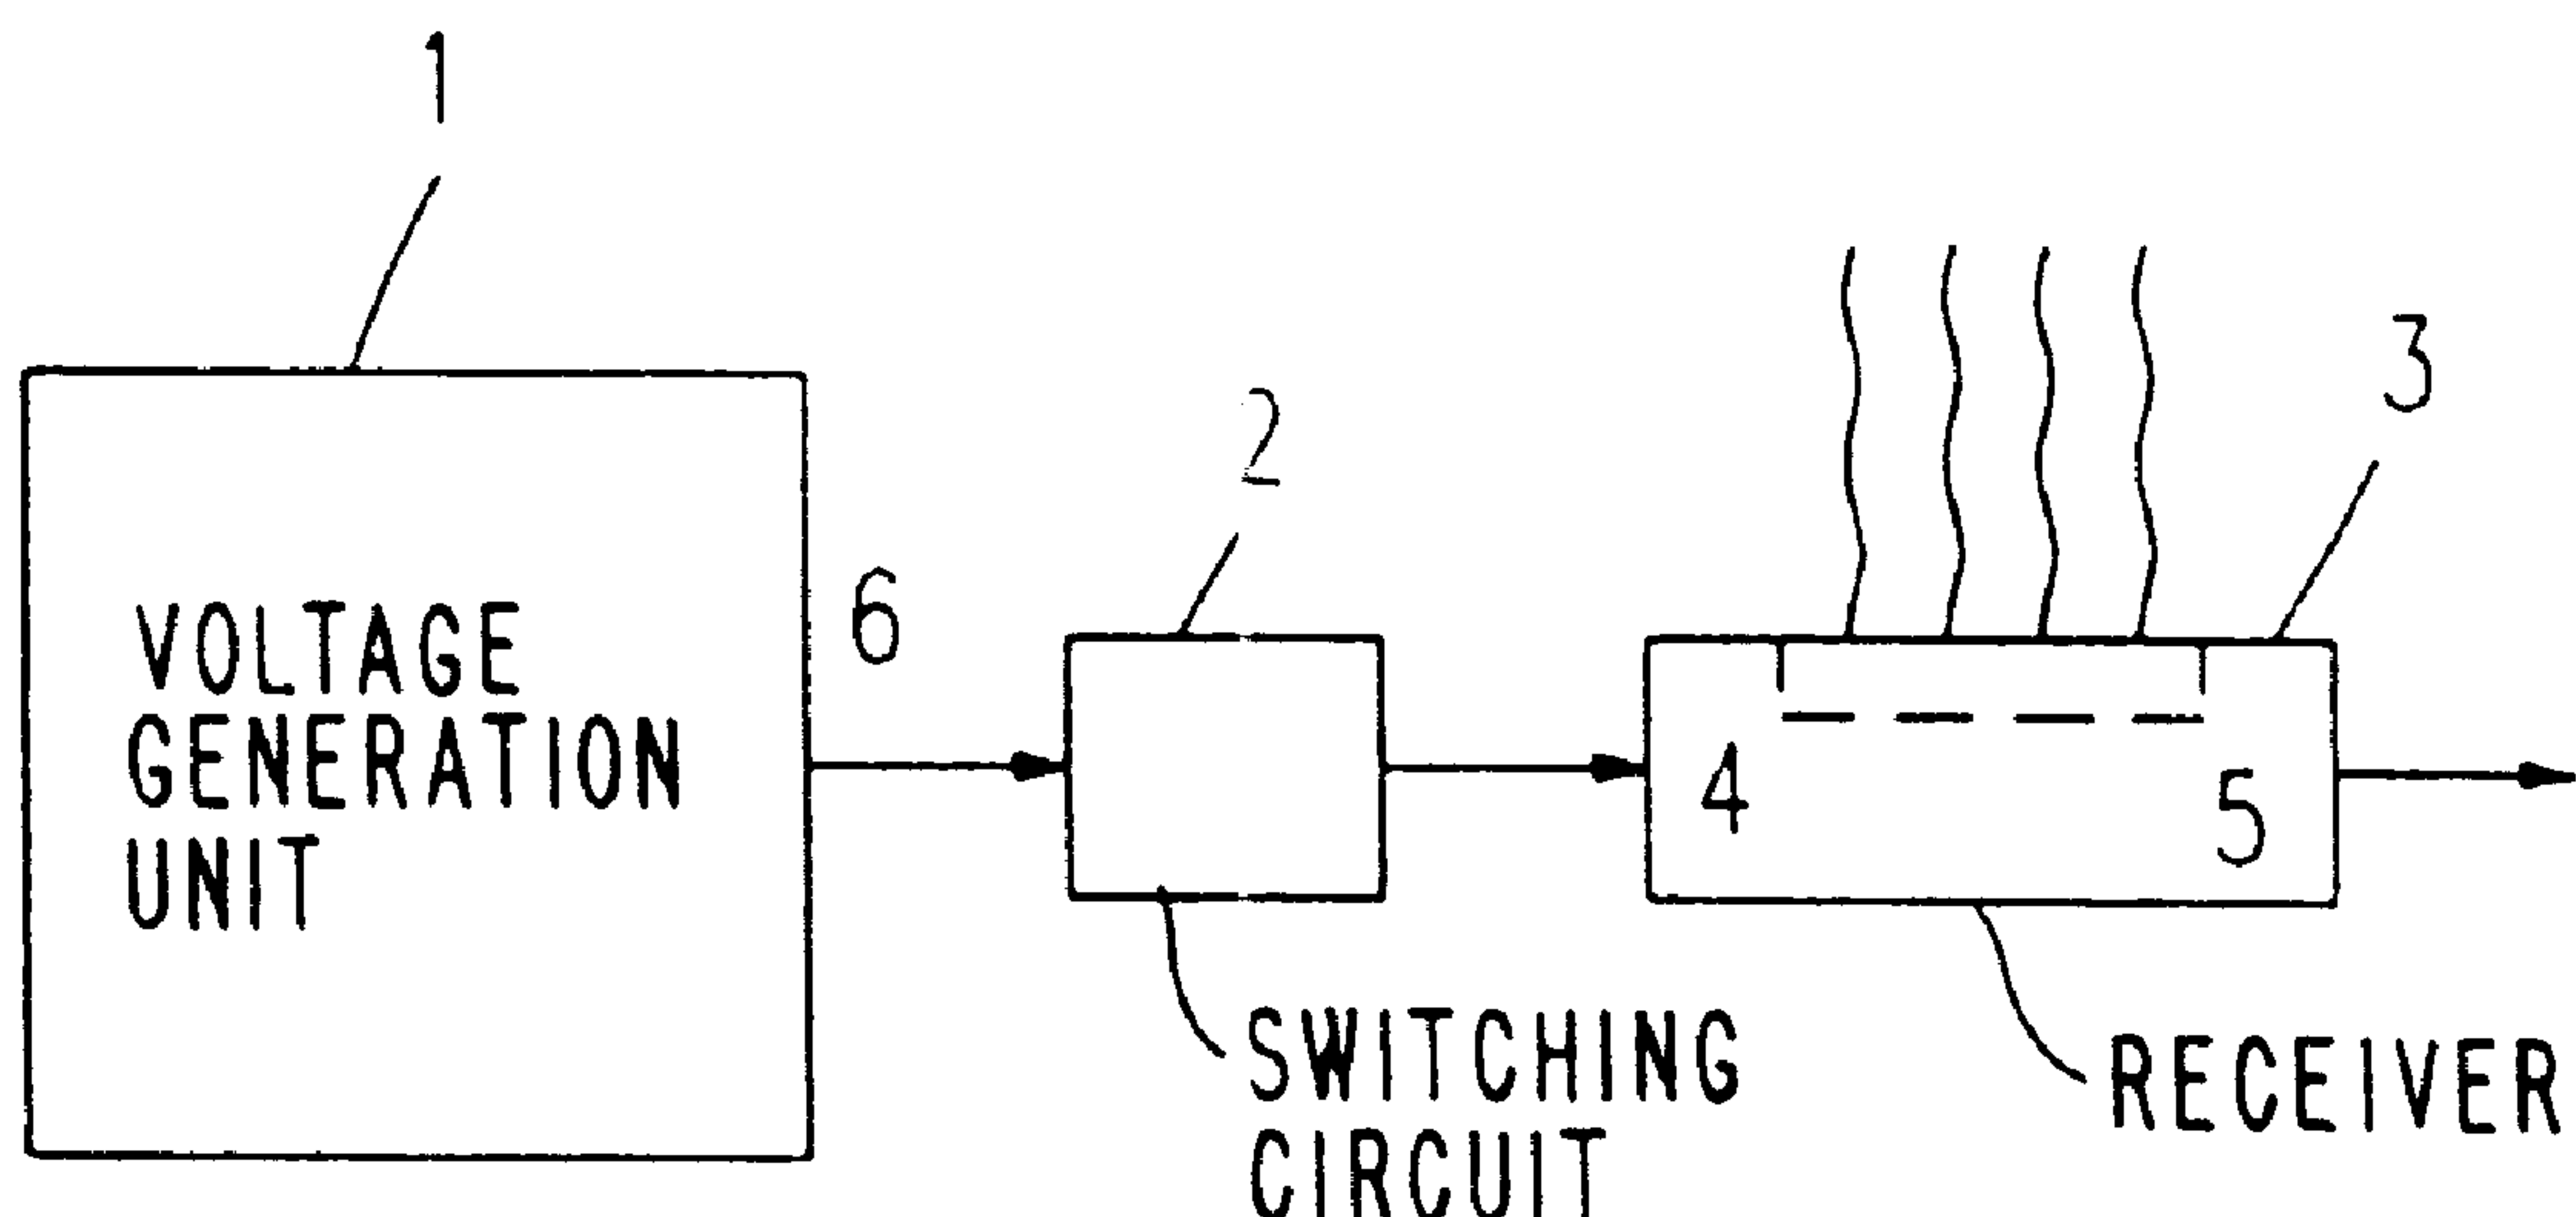 1
2
3
6
VOLTAGE
GENERATION
UNIT
4
5
SWITCHING
CIRCUIT
RECEIVER